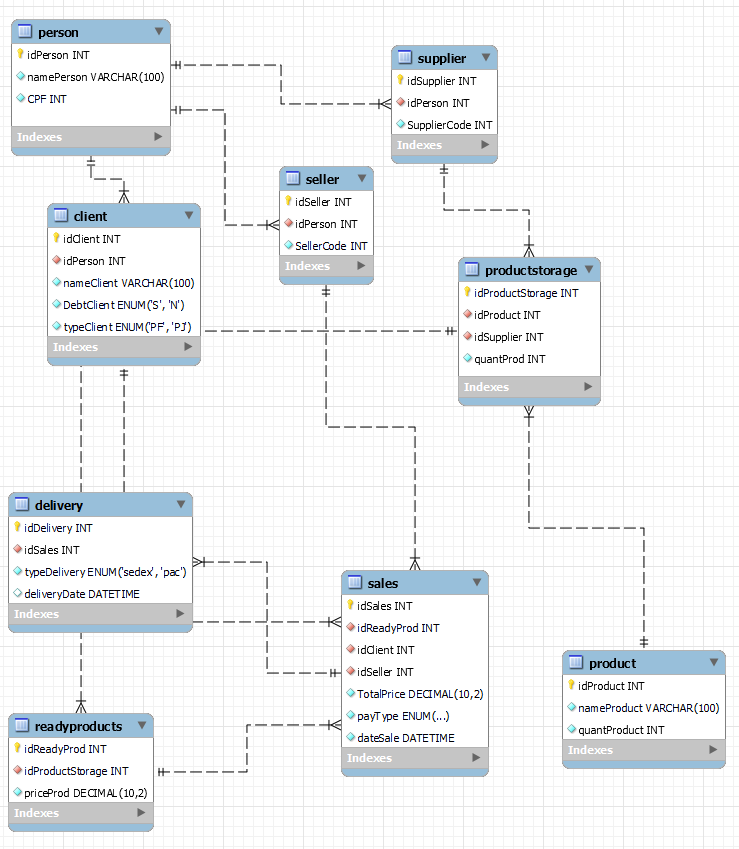 person
idPerson INT
namePerson VARCHAR(100)
CPF INT
Indexes
supplier
idSupplier INT
idPerson INT
SupplierCode INT
Indexes
seller
idSeller INT
idPerson INT
SellerCode INT
Indexes
client
idClient INT
idPerson INT
nameClient VARCHAR(100)
DebtClient ENUM('S', 'N')
typeClient ENUM('PF', 'PJ')
Indexes
productstorage
idProductStorage INT
idProduct INT
idSupplier INT
quantProd INT
Indexes
delivery
idDelivery INT
idSales INT
typeDelivery ENUM('sedex', 'pac')
deliveryDate DATETIME
Indexes
sales
idSales INT
idReadyProd INT
idClient INT
idSeller INT
TotalPrice DECIMAL(10,2)
payType ENUM(...)
dateSale DATETIME
Indexes
product
idProduct INT
nameProduct VARCHAR(100)
quantProduct INT
Indexes
readyproducts
idReadyProd INT
idProductStorage INT
priceProd DECIMAL(10,2)
Indexes